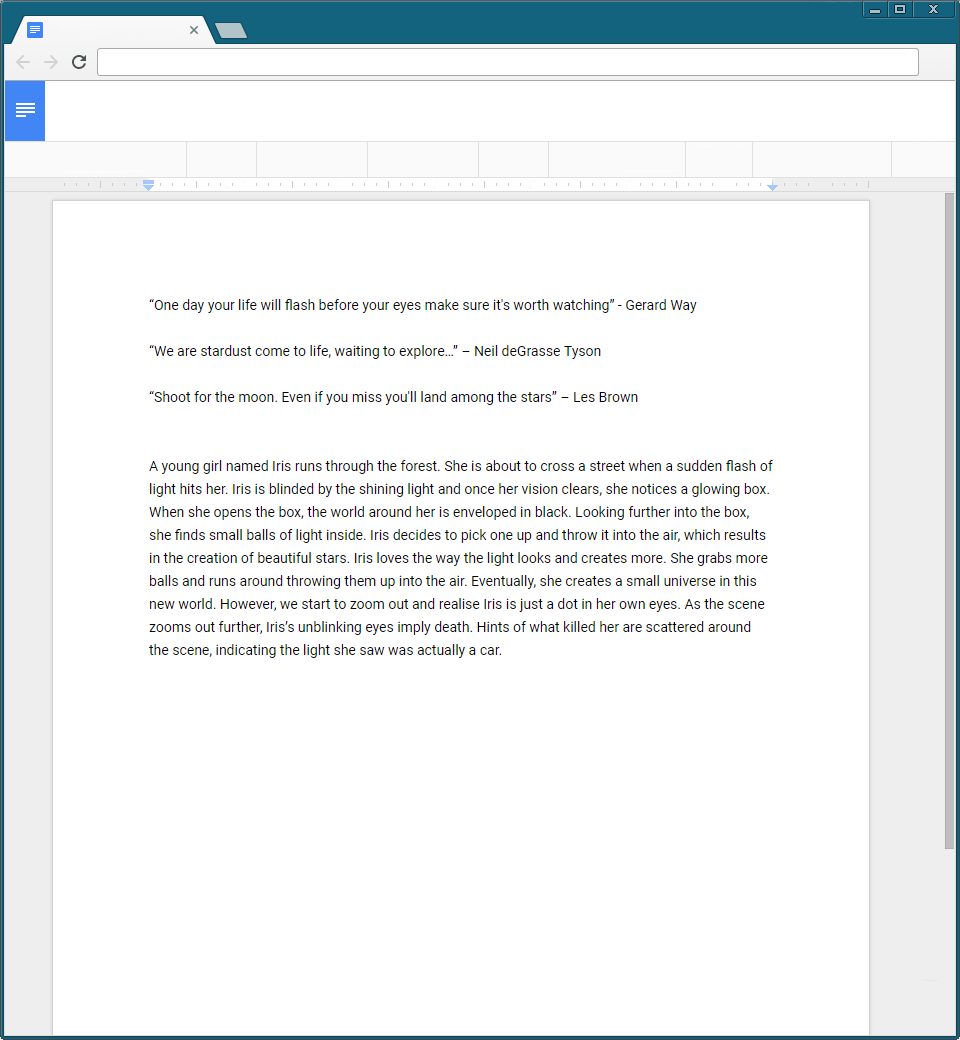 “One day your life will flash before your eyes make sure it's worth watching” - Gerard Way
“We are stardust come to life, waiting to explore…” – Neil deGrasse Tyson
“Shoot for the moon. Even if you miss you'll land among the stars” – Les Brown
A young girl named Iris runs through the forest. She is about to cross a street when a sudden flash of
light hits her. Iris is blinded by the shining light and once her vision clears, she notices a glowing box.
When she opens the box, the world around her is enveloped in black. Looking further into the box,
she finds small balls of light inside. Iris decides to pick one up and throw it into the air, which results
in the creation of beautiful stars. Iris loves the way the light looks and creates more. She grabs more
balls and runs around throwing them up into the air. Eventually, she creates a small universe in this
new world. However, we start to zoom out and realise Iris is just a dot in her own eyes. As the scene
zooms out further, Iris’s unblinking eyes imply death. Hints of what killed her are scattered around
the scene, indicating the light she saw was actually a car.